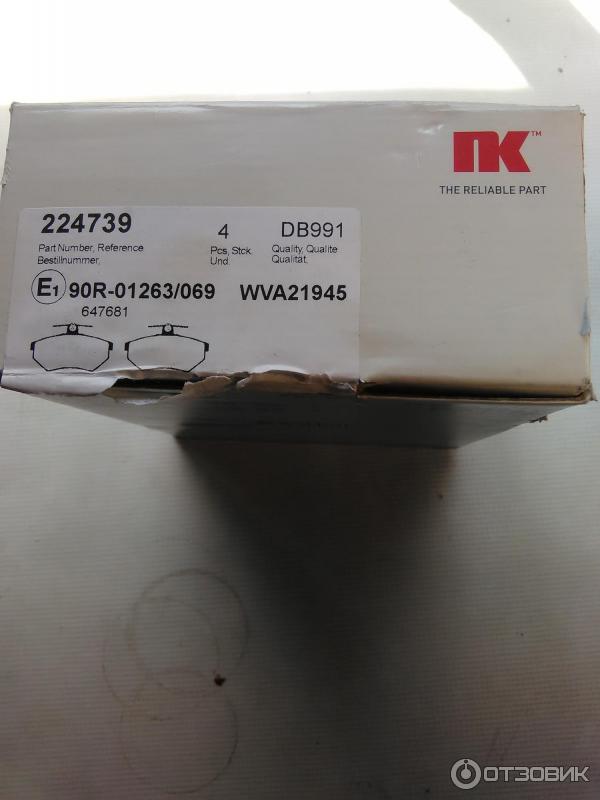 NK™
THE RELIABLE PART
224739 4 DB991
Part Number, Reference Pcs, Stck. Quality, Qualite
Bestillnummer, Und. Qualität,
E1 90R-01263/069 WVA21945
647681
ОТЗОВИК